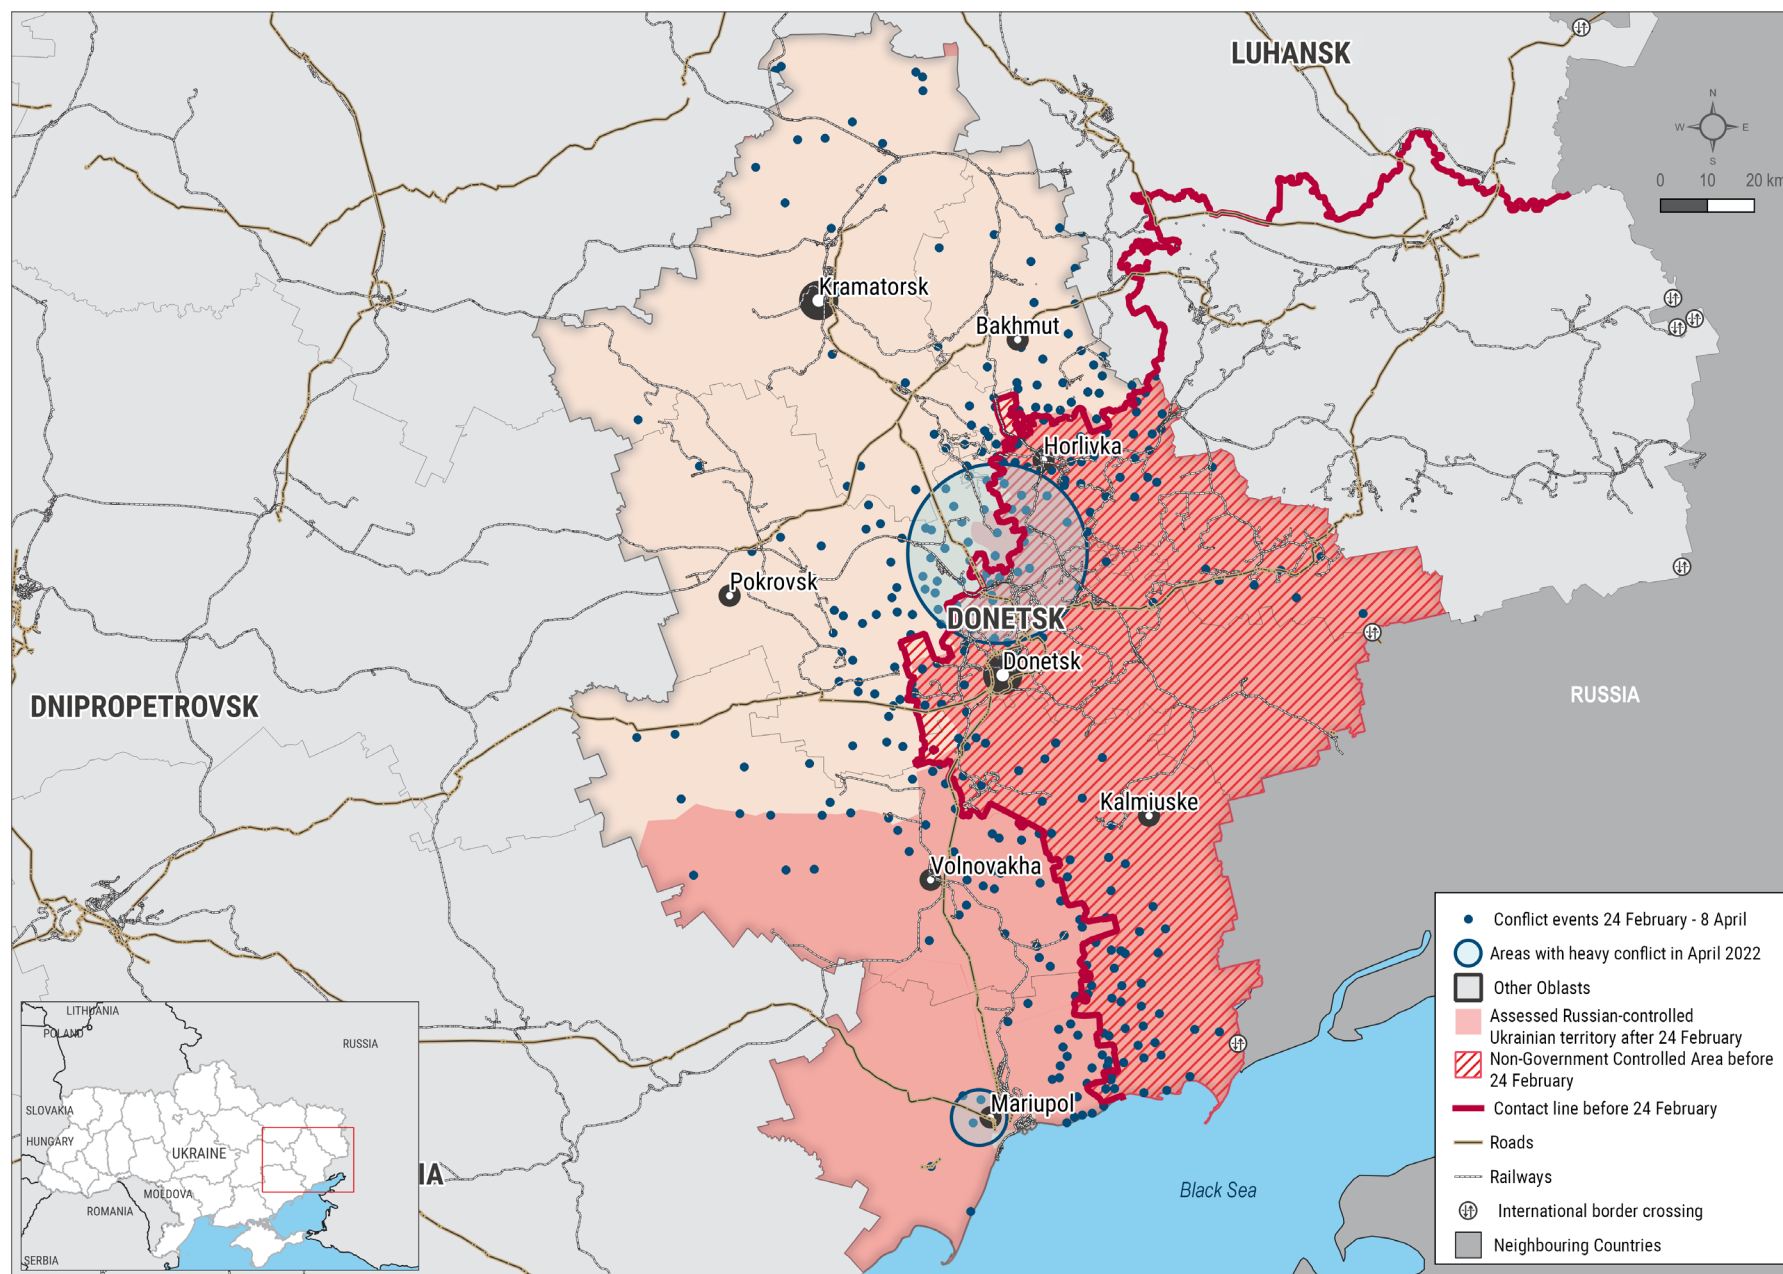 LUHANSK
N
W
E
S
0 10 20 km
Kramatorsk
Bakhmut
Horlivka
Pokrovsk
DONETSK
Donetsk
DNIPROPETROVSK
RUSSIA
Kalmiuske
Volnovakha
Mariupol
Black Sea
IA
LITHUANIA
POLAND
RUSSIA
SLOVAKIA
HUNGARY
UKRAINE
MOLDOVA
ROMANIA
SERBIA
Conflict events 24 February - 8 April
Areas with heavy conflict in April 2022
Other Oblasts
Assessed Russian-controlled
Ukrainian territory after 24 February
Non-Government Controlled Area before
24 February
Contact line before 24 February
Roads
Railways
International border crossing
Neighbouring Countries